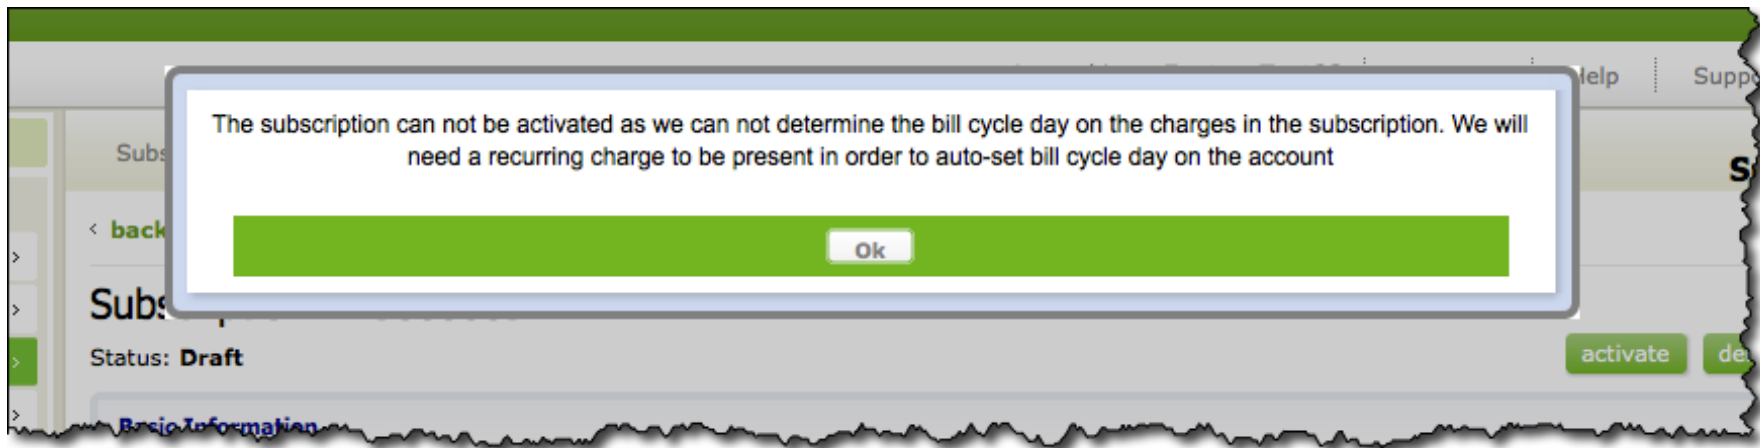 Help
Suppo
The subscription can not be activated as we can not determine the bill cycle day on the charges in the subscription. We will
need a recurring charge to be present in order to auto-set bill cycle day on the account
Subs
‹ back
Ok
Subs
Status: Draft
activate
de
Basic Information